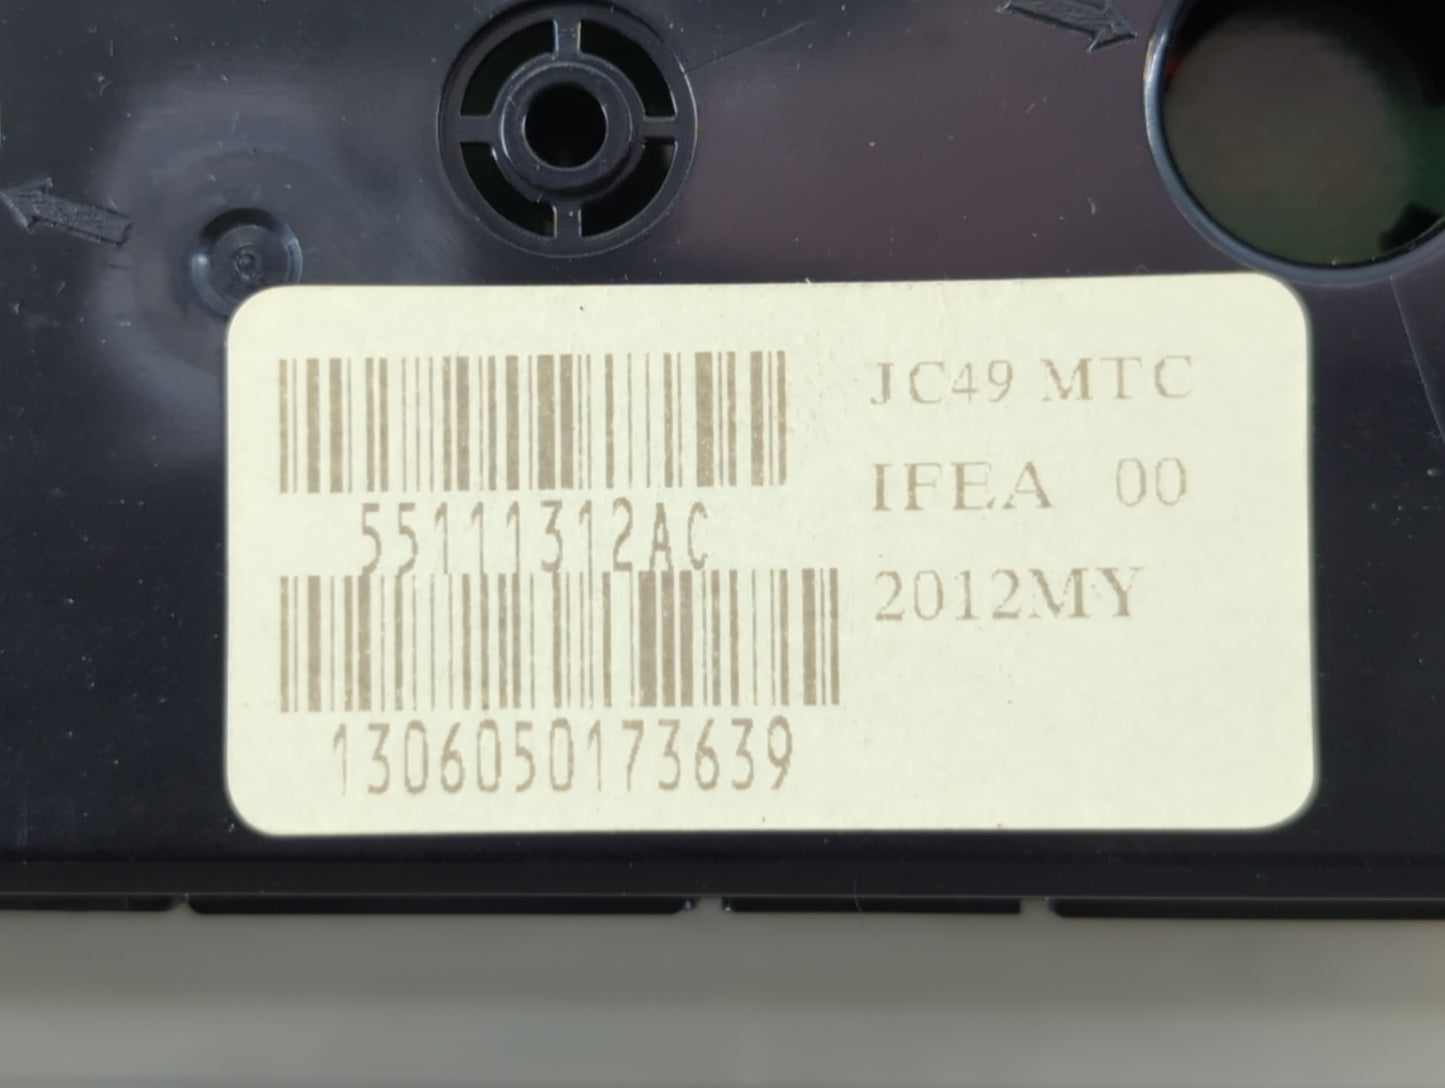 55111312AC
1306050173639
JC49 MTC
IFEA 00
2012MY